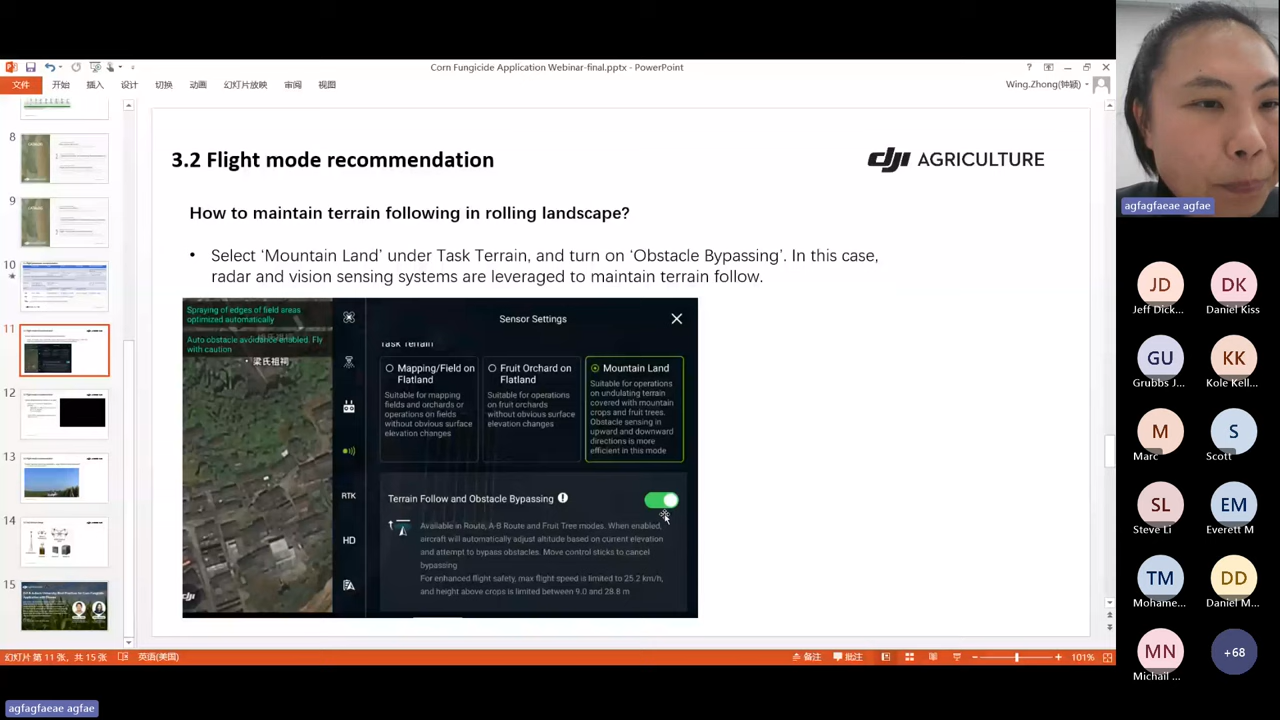 Corn Fungicide Application Webinar-final.pptx - PowerPoint
文件 开始 插入 设计 切换 动画 幻灯片放映 审阅 视图
Wing.Zhong(钟颖)
8
9
10
11
12
13
14
15
3.2 Flight mode recommendation
dji AGRICULTURE
How to maintain terrain following in rolling landscape?
• Select ‘Mountain Land’ under Task Terrain, and turn on ‘Obstacle Bypassing’. In this case,
radar and vision sensing systems are leveraged to maintain terrain follow.
Spraying of edges of field areas
optimized automatically
Auto obstacle avoidance enabled. Fly
with caution
梁氏祖祠
dji
RTK
HD
Sensor Settings
Task Terrain
Mapping/Field on
Flatland
Suitable for mapping
fields and orchards or
operations on fields
without obvious surface
elevation changes
Fruit Orchard on
Flatland
Suitable for operations
on fruit orchards
without obvious surface
elevation changes
Mountain Land
Suitable for operations
on undulating terrain
covered with mountain
crops and fruit trees.
Obstacle sensing in
upward and downward
directions is more
efficient in this mode
Terrain Follow and Obstacle Bypassing
Available in Route, A-B Route and Fruit Tree modes. When enabled,
aircraft will automatically adjust altitude based on current elevation
and attempt to bypass obstacles. Move control sticks to cancel
bypassing
For enhanced flight safety, max flight speed is limited to 25.2 km/h,
and height above crops is limited between 9.0 and 28.8 m
幻灯片 第 11 张，共 15 张 英语(美国)
备注 批注 101%
agfagfaeae agfae
agfagfaeae agfae
JD DK
Jeff Dick... Daniel Kiss
GU KK
Grubbs J... Kole Kell...
M S
Marc Scott
SL EM
Steve Li Everett M
TM DD
Mohame... Daniel M...
MN +68
Michail ...